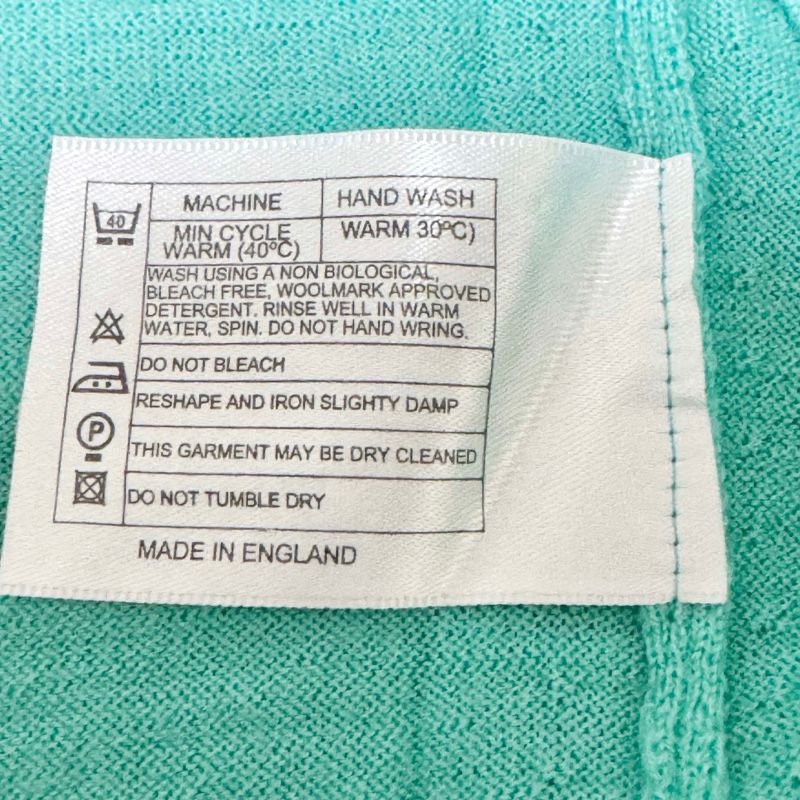 MACHINE
HAND WASH
40
MIN CYCLE
WARM (40ºC)
WARM 30ºC)
WASH USING A NON BIOLOGICAL,
BLEACH FREE, WOOLMARK APPROVED
DETERGENT. RINSE WELL IN WARM
WATER, SPIN. DO NOT HAND WRING.
DO NOT BLEACH
RESHAPE AND IRON SLIGHTY DAMP
P
THIS GARMENT MAY BE DRY CLEANED
DO NOT TUMBLE DRY
MADE IN ENGLAND